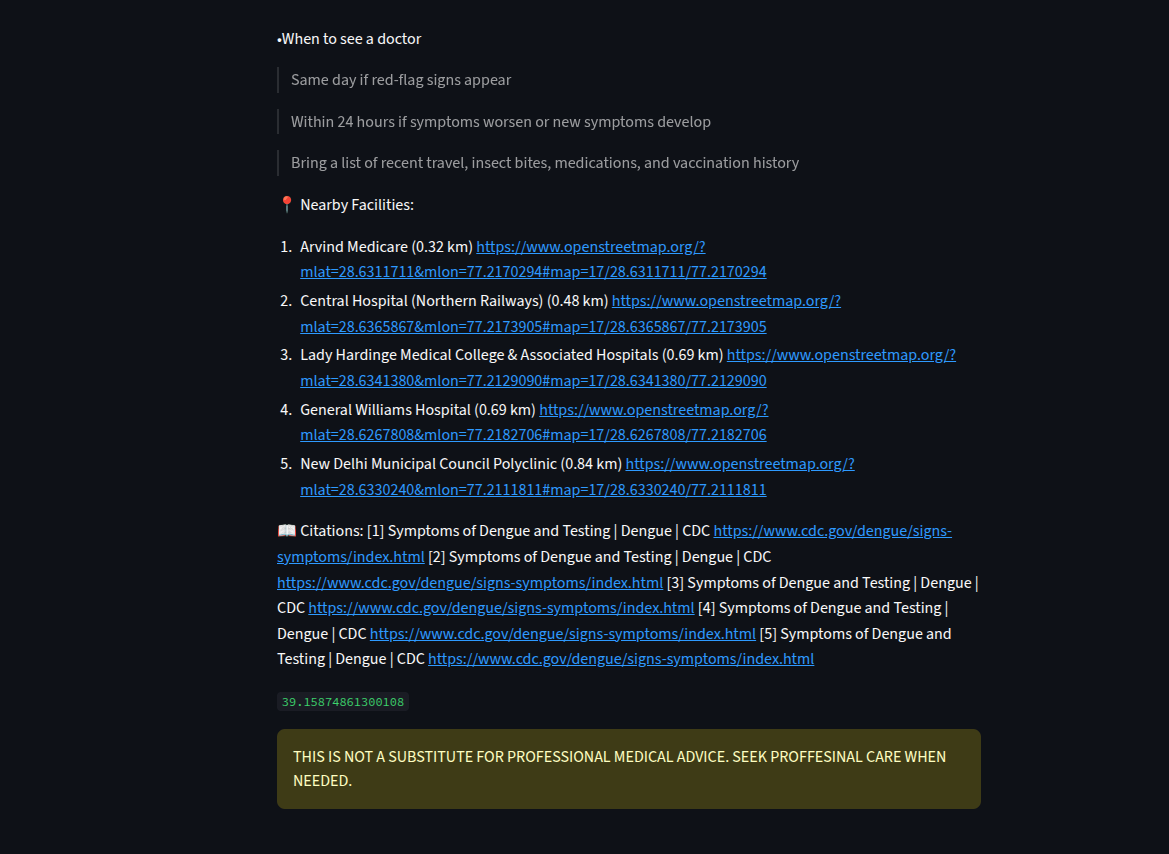 •When to see a doctor
Same day if red-flag signs appear
Within 24 hours if symptoms worsen or new symptoms develop
Bring a list of recent travel, insect bites, medications, and vaccination history
📍 Nearby Facilities:
1. Arvind Medicare (0.32 km) https://www.openstreetmap.org/?
mlat=28.6311711&mlon=77.2170294#map=17/28.6311711/77.2170294
2. Central Hospital (Northern Railways) (0.48 km) https://www.openstreetmap.org/?
mlat=28.6365867&mlon=77.2173905#map=17/28.6365867/77.2173905
3. Lady Hardinge Medical College & Associated Hospitals (0.69 km) https://www.openstreetmap.org/?
mlat=28.6341380&mlon=77.2129090#map=17/28.6341380/77.2129090
4. General Williams Hospital (0.69 km) https://www.openstreetmap.org/?
mlat=28.6267808&mlon=77.2182706#map=17/28.6267808/77.2182706
5. New Delhi Municipal Council Polyclinic (0.84 km) https://www.openstreetmap.org/?
mlat=28.6330240&mlon=77.2111811#map=17/28.6330240/77.2111811
📖 Citations: [1] Symptoms of Dengue and Testing | Dengue | CDC https://www.cdc.gov/dengue/signs-
symptoms/index.html [2] Symptoms of Dengue and Testing | Dengue | CDC
https://www.cdc.gov/dengue/signs-symptoms/index.html [3] Symptoms of Dengue and Testing | Dengue |
CDC https://www.cdc.gov/dengue/signs-symptoms/index.html [4] Symptoms of Dengue and Testing |
Dengue | CDC https://www.cdc.gov/dengue/signs-symptoms/index.html [5] Symptoms of Dengue and
Testing | Dengue | CDC https://www.cdc.gov/dengue/signs-symptoms/index.html
39.15874861300108
THIS IS NOT A SUBSTITUTE FOR PROFESSIONAL MEDICAL ADVICE. SEEK PROFFESINAL CARE WHEN
NEEDED.